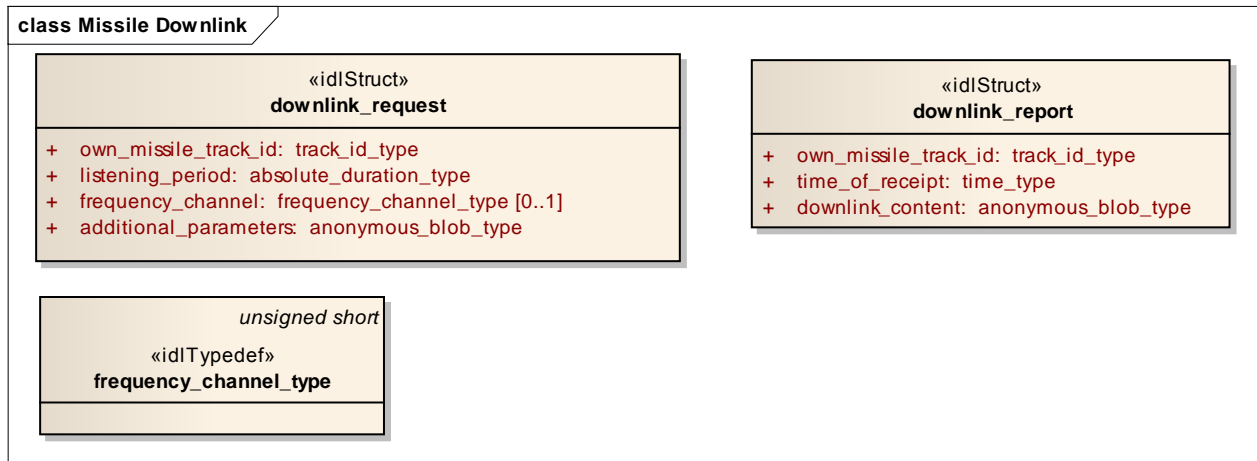 class Missile Downlink
«idlStruct»
downlink_request
+ own_missile_track_id: track_id_type
+ listening_period: absolute_duration_type
+ frequency_channel: frequency_channel_type [0..1]
+ additional_parameters: anonymous_blob_type
«idlStruct»
downlink_report
+ own_missile_track_id: track_id_type
+ time_of_receipt: time_type
+ downlink_content: anonymous_blob_type
unsigned short
«idlTypedef»
frequency_channel_type